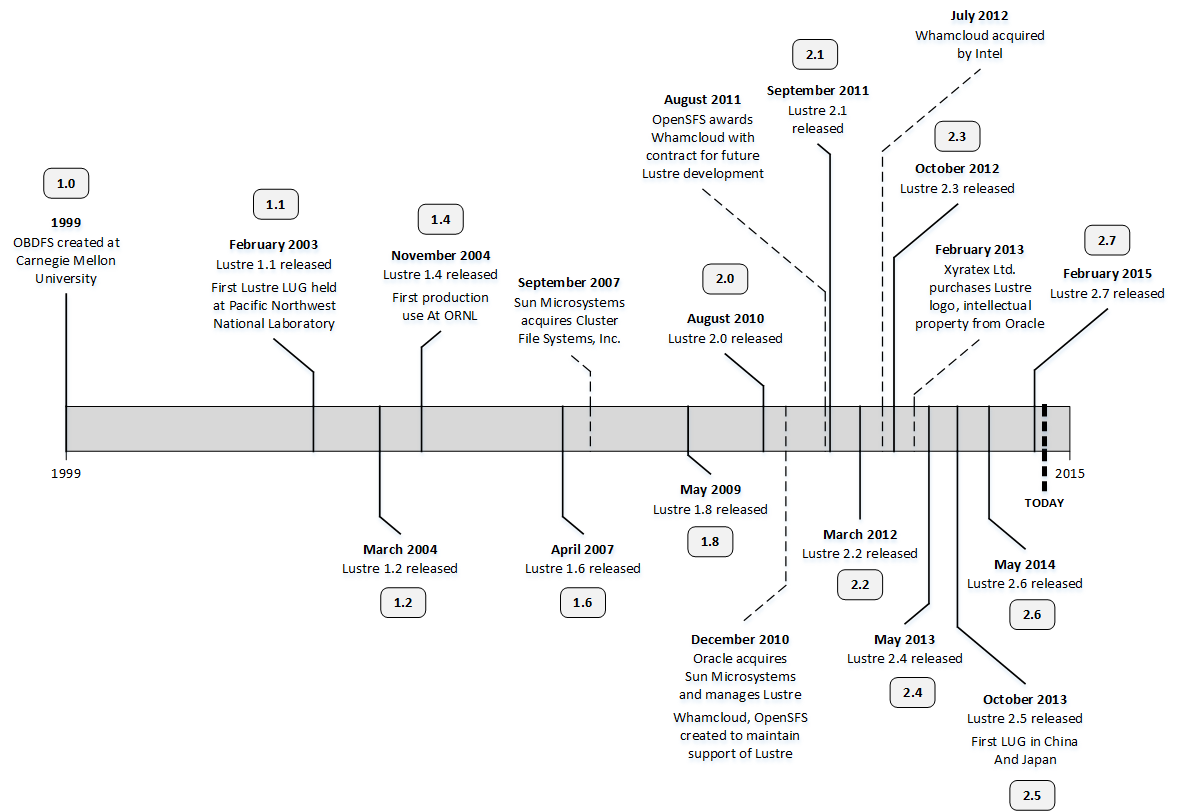 July 2012
Whamcloud acquired
by Intel
2.1
September 2011
Lustre 2.1
released
August 2011
OpenSFS awards
Whamcloud with
contract for future
Lustre development
2.3
October 2012
Lustre 2.3 released
1.0
1999
OBDFS created at
Carnegie Mellon
University
1.1
February 2003
Lustre 1.1 released
First Lustre LUG held
at Pacific Northwest
National Laboratory
1.4
November 2004
Lustre 1.4 released
First production
use At ORNL
September 2007
Sun Microsystems
acquires Cluster
File Systems, Inc.
2.0
August 2010
Lustre 2.0 released
February 2013
Xyratex Ltd.
purchases Lustre
logo, intellectual
property from Oracle
2.7
February 2015
Lustre 2.7 released
1999
2015
TODAY
March 2004
Lustre 1.2 released
1.2
April 2007
Lustre 1.6 released
1.6
May 2009
Lustre 1.8 released
1.8
December 2010
Oracle acquires
Sun Microsystems
and manages Lustre
Whamcloud, OpenSFS
created to maintain
support of Lustre
March 2012
Lustre 2.2 released
2.2
May 2013
Lustre 2.4 released
2.4
May 2014
Lustre 2.6 released
2.6
October 2013
Lustre 2.5 released
First LUG in China
And Japan
2.5